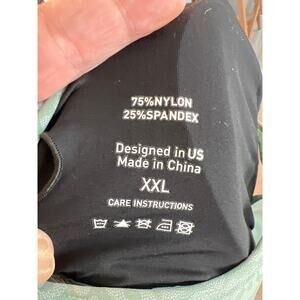 75%NYLON
25%SPANDEX
Designed in US
Made in China
XXL
CARE INSTRUCTIONS